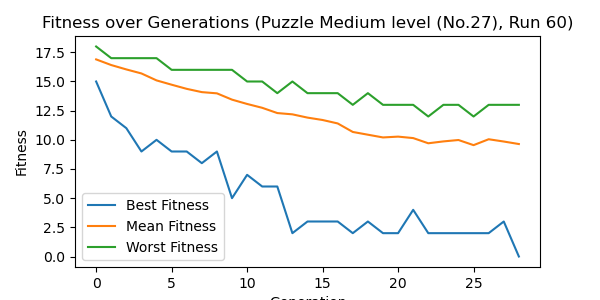 Fitness over Generations (Puzzle Medium level (No.27), Run 60)
17.5
15.0
12.5
10.0
7.5
5.0
2.5
0.0
Fitness
Best Fitness
Mean Fitness
Worst Fitness
0 5 10 15 20 25
Generation